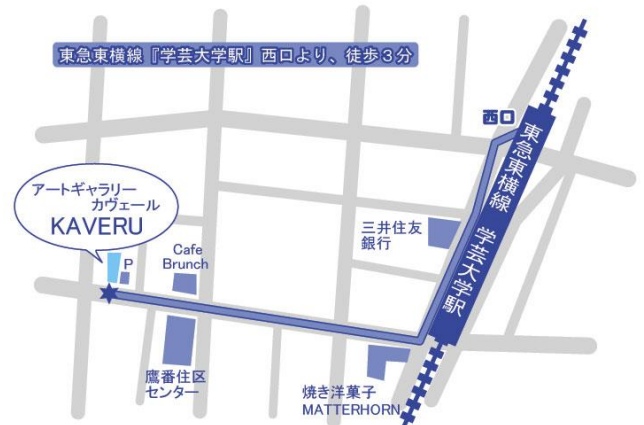 東急東横線『学芸大学駅』西口より、徒歩3分
西口
東急東横線 学芸大学駅
アートギャラリー
カヴェール
KAVERU
三井住友
銀行
P
Cafe
Brunch
鷹番住区
センター
焼き洋菓子
MATTERHORN